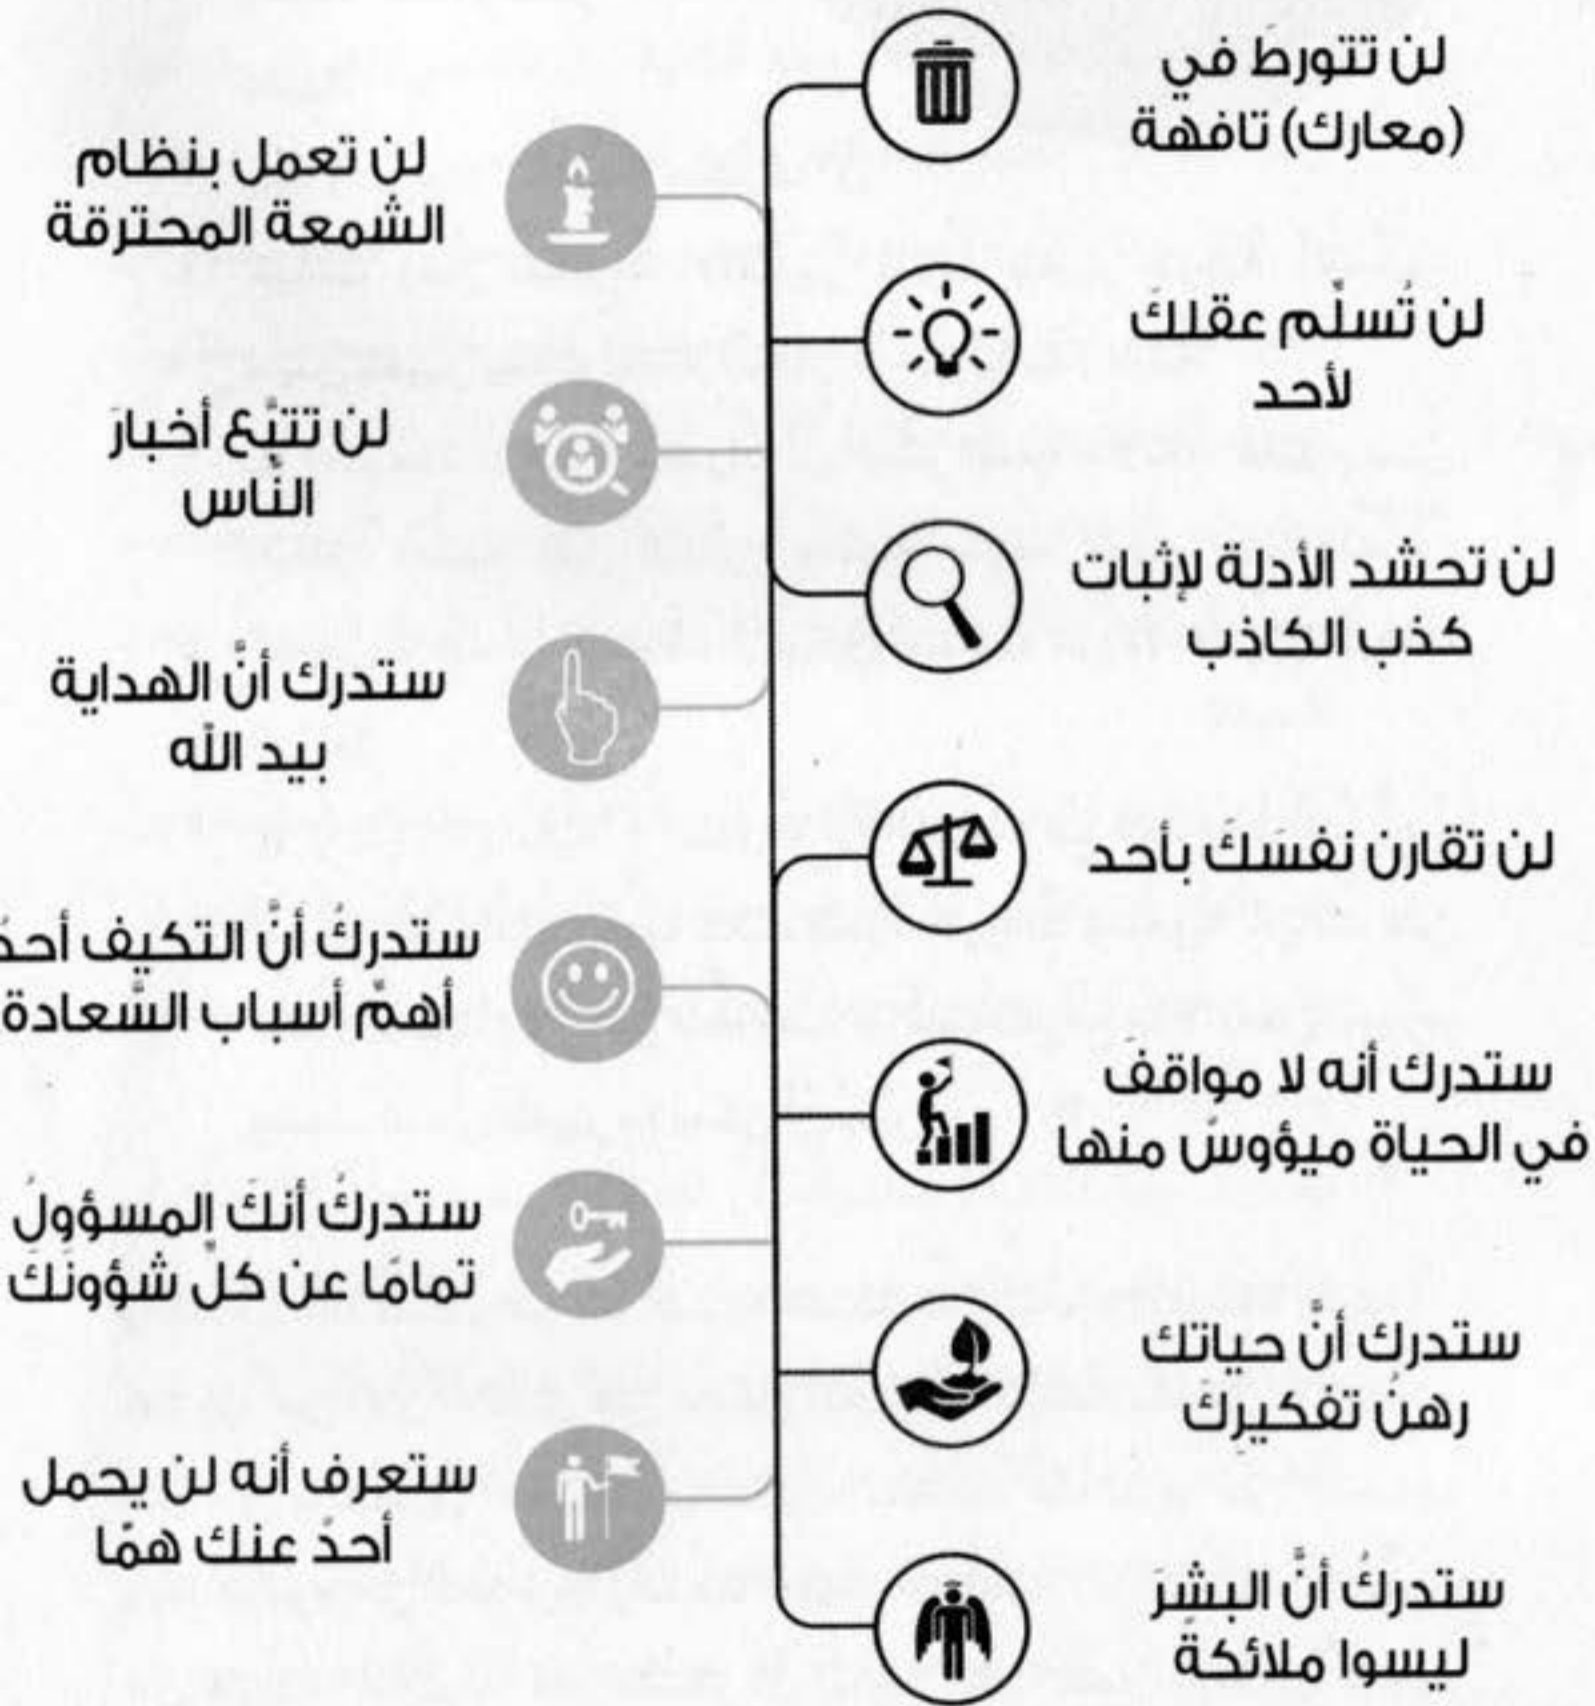 لن تتورطَ في
(معارك) تافهة
لن تعمل بنظام
الشمعة المحترقة
لن تُسلِّم عقلكَ
لأحد
لن تتبَّع أخبارَ
النَّاس
لن تحشد الأدلة لإثبات
كذب الكاذب
ستدرك أنَّ الهداية
بيد الله
لن تقارن نفسَكَ بأحد
ستدركُ أنَّ التكيف أحدُ
أهمِّ أسباب السَّعادة
ستدرك أنه لا مواقفَ
في الحياة ميؤوسٌ منها
ستدركُ أنكَ المسؤولُ
تمامًا عن كلِّ شؤونَكَ
ستدركَ أنَّ حياتك
رهنُ تفكيرِكَ
ستعرف أنه لن يحمل
أحدٌ عنك همًّا
ستدركُ أنَّ البشرَ
ليسوا ملائكةً